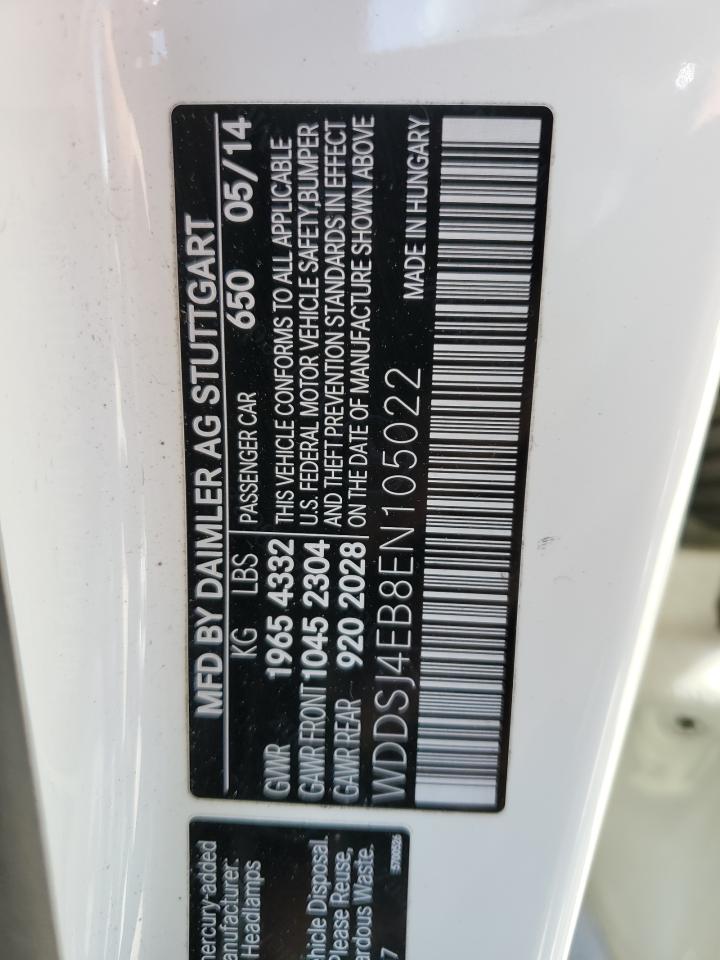 MFD BY DAIMLER AG STUTTGART
KG LBS PASSENGER CAR 650 05/14
GVWR 1965 4332 THIS VEHICLE CONFORMS TO ALL APPLICABLE
GAWR FRONT 1045 2304 U.S. FEDERAL MOTOR VEHICLE SAFETY,BUMPER
GAWR REAR 920 2028 AND THEFT PREVENTION STANDARDS IN EFFECT
ON THE DATE OF MANUFACTURE SHOWN ABOVE
WDDSJ4EB8EN105022 MADE IN HUNGARY
mercury-added
anufacturer.
Headlamps
hicle Disposal.
Please Reuse,
ardous Waste.
7 5700526